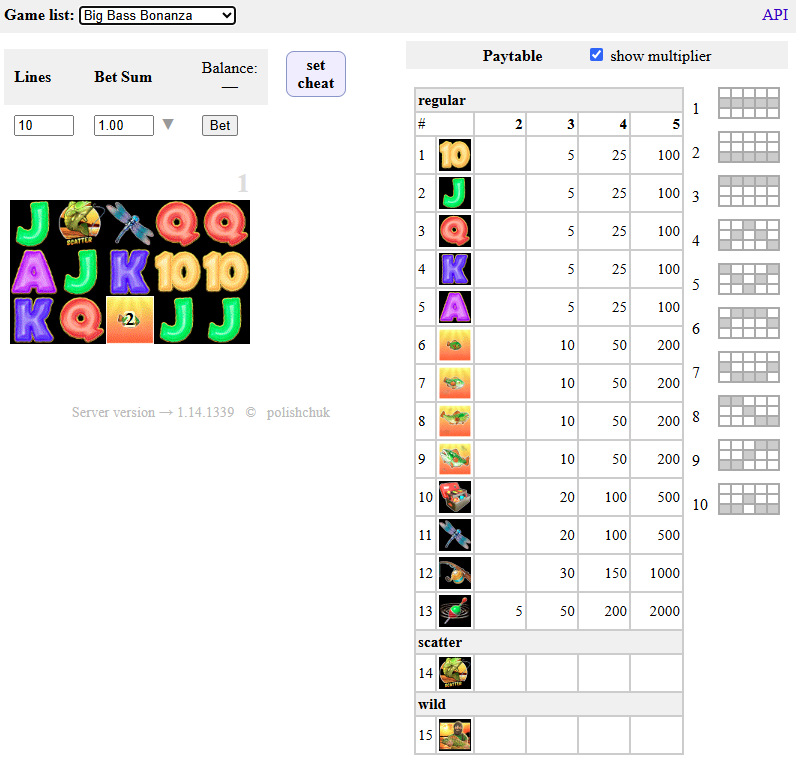 Game list: Big Bass Bonanza API
Lines Bet Sum Balance:
—
set
cheat
10 1.00 ▼ Bet
1
J SCATTER Q Q
A J K 10 10
K Q 2 J J
Server version → 1.14.1339 © polishchuk
Paytable show multiplier
regular
# 2 3 4 5
1 10 5 25 100
2 J 5 25 100
3 Q 5 25 100
4 K 5 25 100
5 A 5 25 100
6 10 50 200
7 10 50 200
8 10 50 200
9 10 50 200
10 20 100 500
11 20 100 500
12 30 150 1000
13 5 50 200 2000
scatter
14 SCATTER
wild
15
1
2
3
4
5
6
7
8
9
10